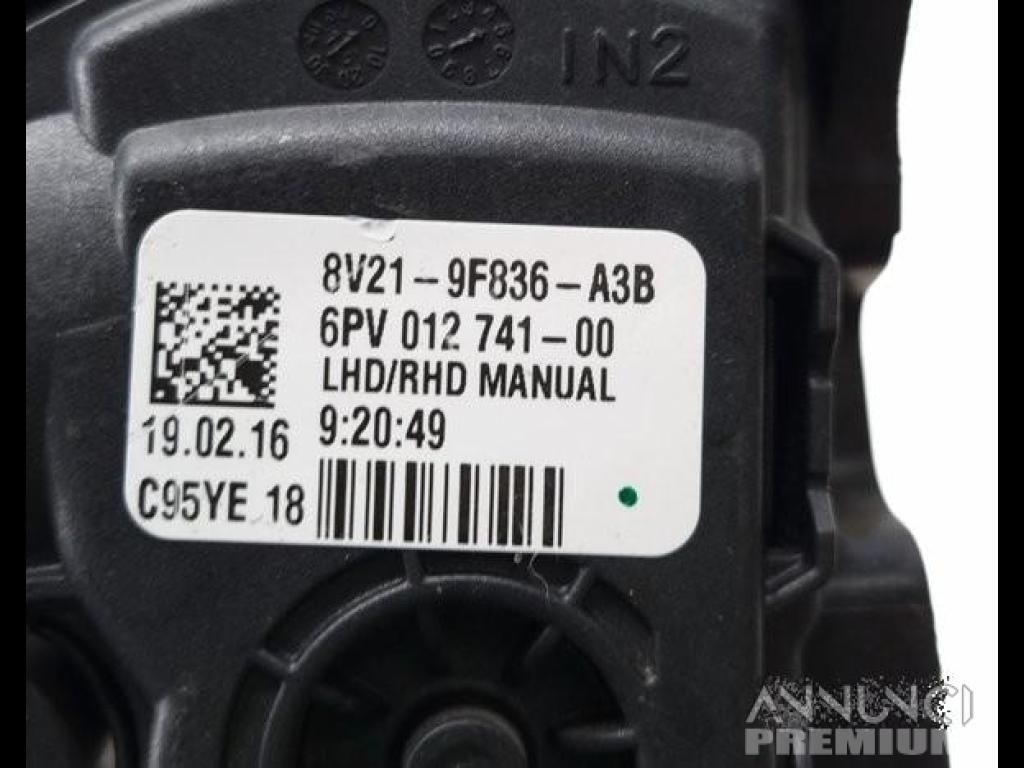 IN2
8V21-9F836-A3B
6PV 012 741-00
LHD/RHD MANUAL
19.02.16 9:20:49
C95YE 18
ANNUNCI
PREMIUM